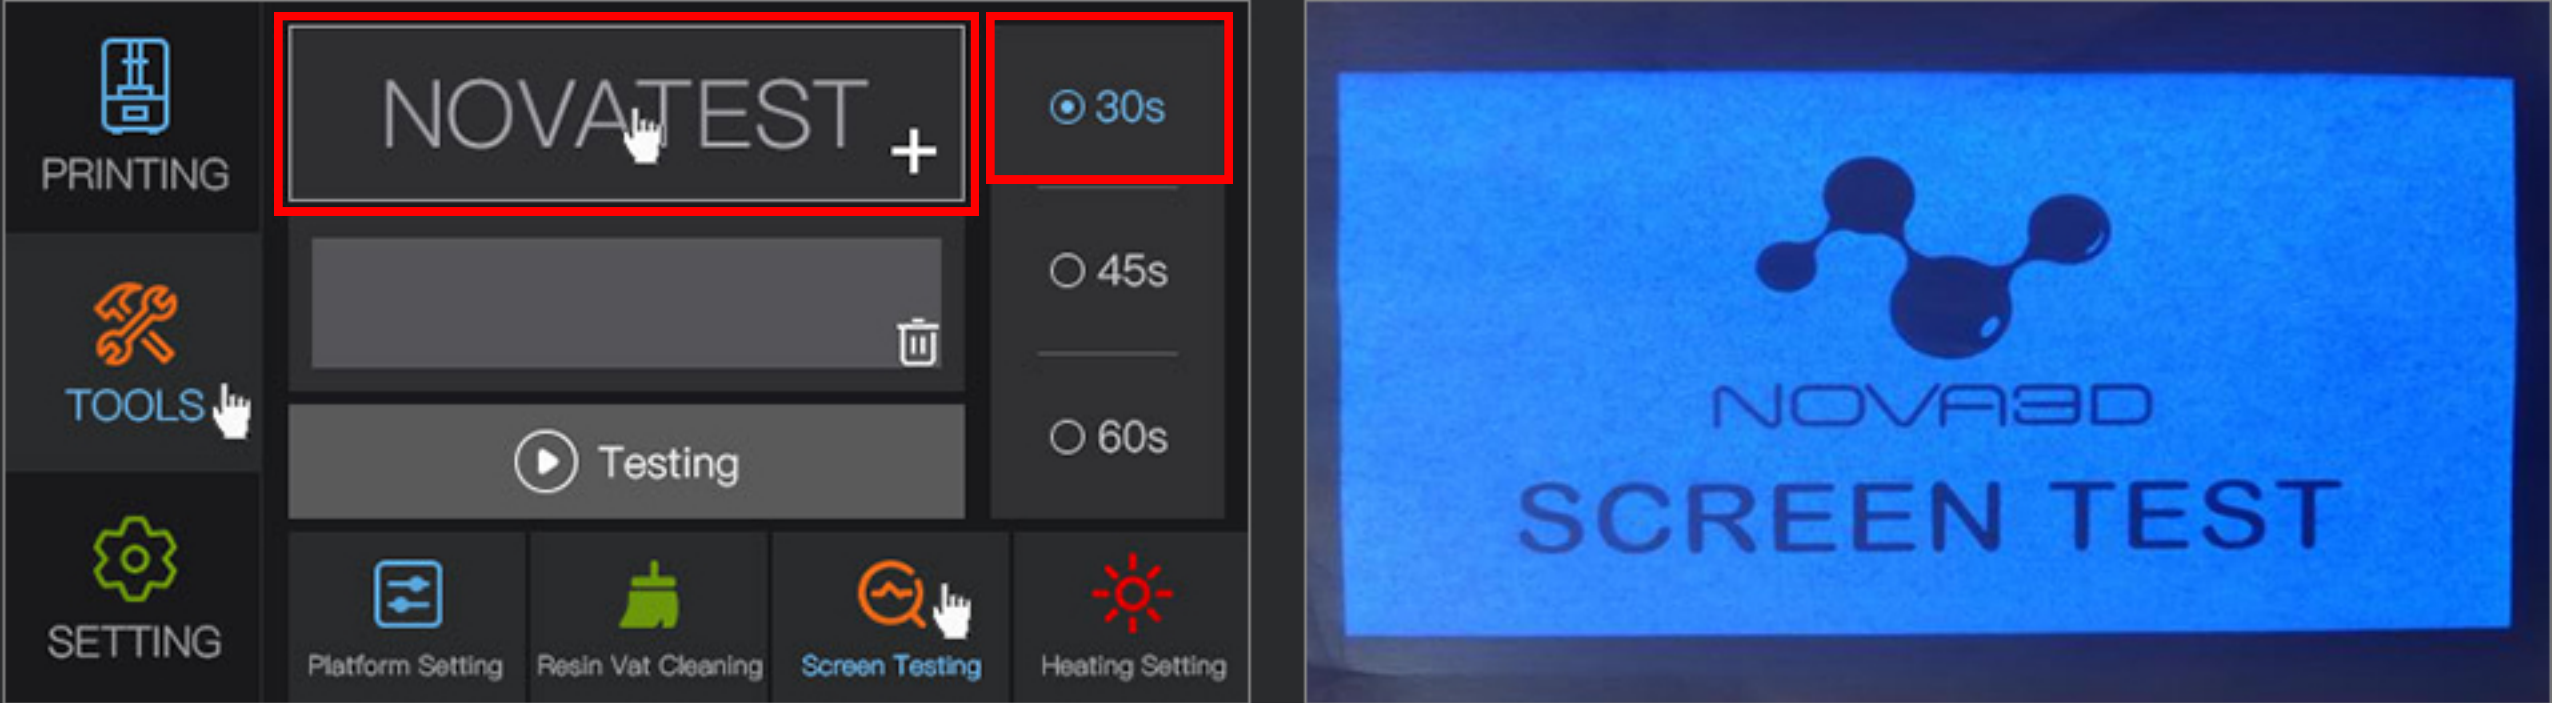 PRINTING
TOOLS
SETTING
NOVATEST
30s
45s
60s
Testing
Platform Setting
Resin Vat Cleaning
Screen Testing
Heating Setting
NOVA3D
SCREEN TEST